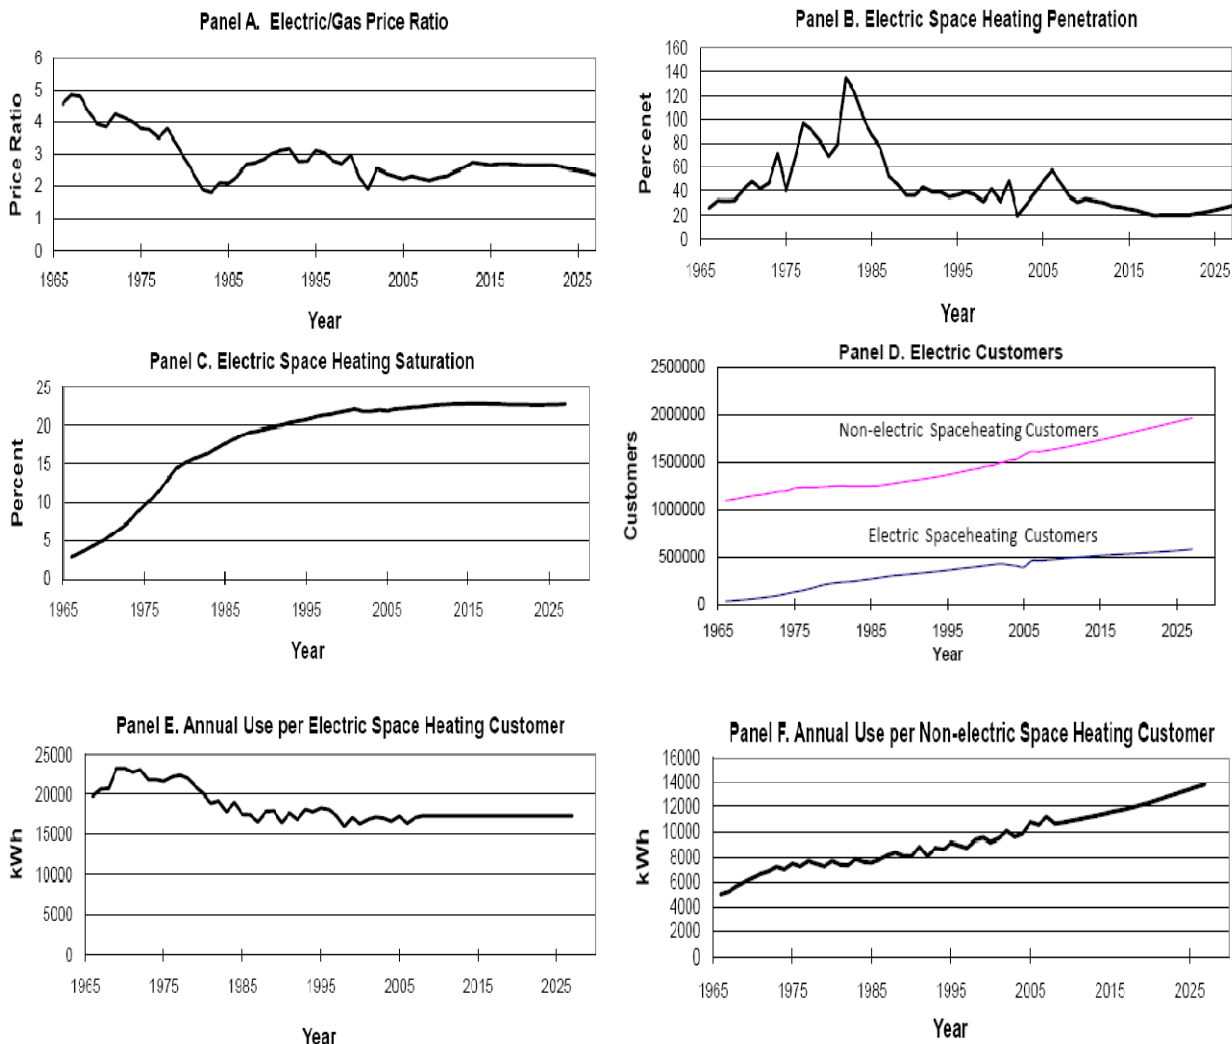 Panel A. Electric/Gas Price Ratio
6
5
4
3
2
1
0
Price Ratio
1965 1975 1985 1995 2005 2015 2025
Year
Panel B. Electric Space Heating Penetration
160
140
120
100
80
60
40
20
0
Percenet
1965 1975 1985 1995 2005 2015 2025
Year
Panel C. Electric Space Heating Saturation
25
20
15
10
5
0
Percent
1965 1975 1985 1995 2005 2015 2025
Year
Panel D. Electric Customers
2500000
2000000
1500000
1000000
500000
0
Customers
Non-electric Spaceheating Customers
Electric Spaceheating Customers
1965 1975 1985 1995 2005 2015 2025
Year
Panel E. Annual Use per Electric Space Heating Customer
25000
20000
15000
10000
5000
0
kWh
1965 1975 1985 1995 2005 2015 2025
Year
Panel F. Annual Use per Non-electric Space Heating Customer
16000
14000
12000
10000
8000
6000
4000
2000
0
kWh
1965 1975 1985 1995 2005 2015 2025
Year